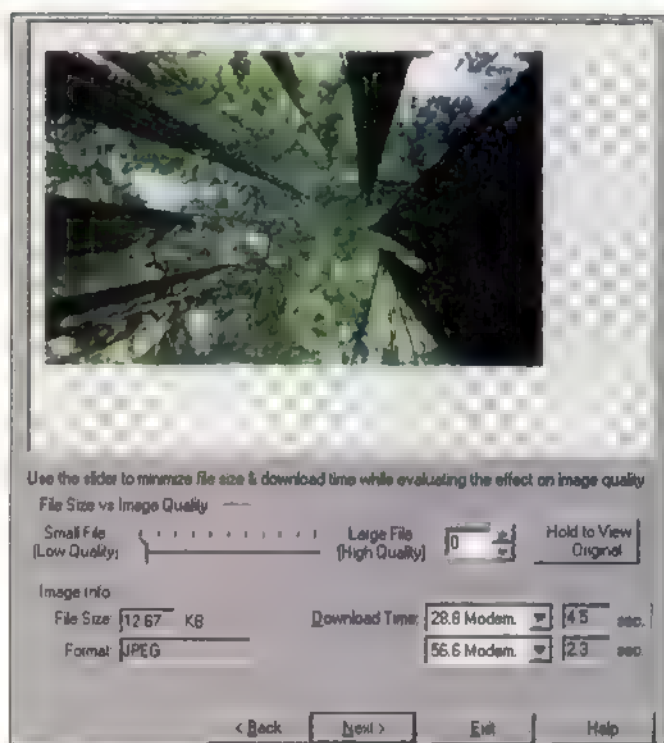 Use the slider to minimize file size & download time while evaluating the effect on image quality
File Size vs Image Quality
Small File
(Low Quality)
Large File
(High Quality)
0
Hold to View
Original
Image Info
File Size 12.67 KB
Download Time: 28.8 Modem. 4.5 sec.
Format JPEG
56.6 Modem. 2.3 sec.
< Back
Next >
Exit
Help